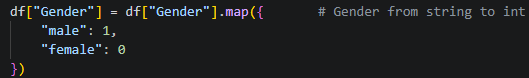 df["Gender"] = df["Gender"].map({       # Gender from string to int
    "male": 1,
    "female": 0
})